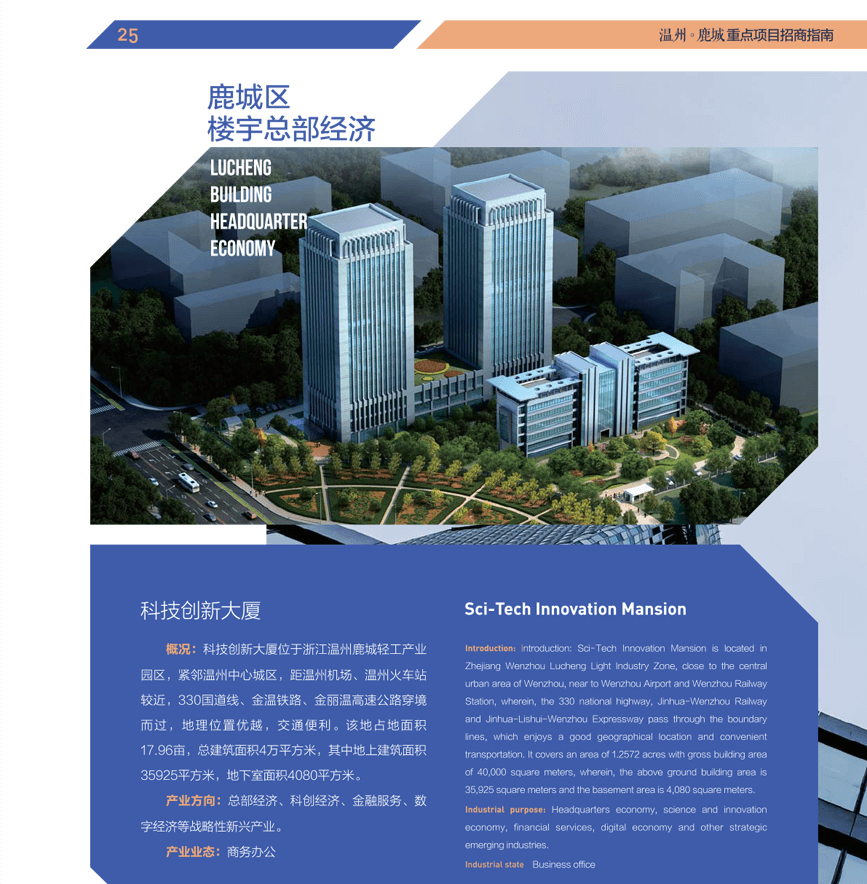 25
温州。鹿城重点项目招商指南
鹿城区
楼宇总部经济
LUCHENG
BUILDING
HEADQUARTER
ECONOMY
科技创新大厦
概况：科技创新大厦位于浙江温州鹿城轻工产业
园区，紧邻温州中心城区，距温州机场、温州火车站
较近，330国道线、金温铁路、金丽温高速公路穿境
而过，地理位置优越，交通便利。该地占地面积
17.96亩，总建筑面积4万平方米，其中地上建筑面积
35925平方米，地下室面积4080平方米。
产业方向：总部经济、科创经济、金融服务、数
字经济等战略性新兴产业。
产业业态：商务办公
Sci-Tech Innovation Mansion
Introduction: Introduction: Sci-Tech Innovation Mansion is located in
Zhejiang Wenzhou Lucheng Light Industry Zone, close to the central
urban area of Wenzhou, near to Wenzhou Airport and Wenzhou Railway
Station, wherein, the 330 national highway, Jinhua-Wenzhou Railway
and Jinhua-Lishui-Wenzhou Expressway pass through the boundary
lines, which enjoys a good geographical location and convenient
transportation. It covers an area of 1.2572 acres with gross building area
of 40,000 square meters, wherein, the above ground building area is
35,925 square meters and the basement area is 4,080 square meters.
Industrial purpose: Headquarters economy, science and innovation
economy, financial services, digital economy and other strategic
emerging industries.
Industrial state Business office